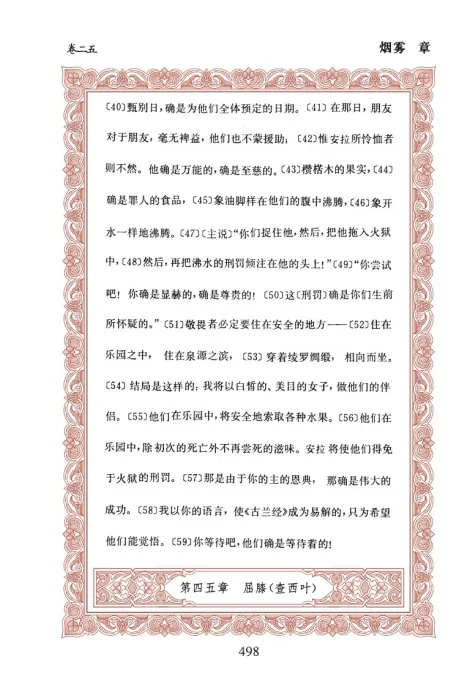 卷二五
烟雾 章
〔40〕甄别日,确是为他们全体预定的日期。〔41〕在那日,朋友
对于朋友,毫无裨益,他们也不蒙援助;〔42〕惟安拉所怜恤者
则不然。他确是万能的,确是至慈的。〔43〕欑楛木的果实,〔44〕
确是罪人的食品,〔45〕象油脚样在他们的腹中沸腾,〔46〕象开
水一样地沸腾。〔47〕〔主说〕“你们捉住他,然后,把他拖入火狱
中,〔48〕然后,再把沸水的刑罚倾注在他的头上!”〔49〕“你尝试
吧! 你确是显赫的,确是尊贵的! 〔50〕这〔刑罚〕确是你们生前
所怀疑的。”〔51〕敬畏者必定要住在安全的地方——〔52〕住在
乐园之中, 住在泉源之滨,〔53〕穿着绫罗绸缎, 相向而坐。
〔54〕结局是这样的:我将以白皙的、美目的女子,做他们的伴
侣。〔55〕他们在乐园中,将安全地索取各种水果。〔56〕他们在
乐园中,除初次的死亡外不再尝死的滋味。安拉将使他们得免
于火狱的刑罚。〔57〕那是由于你的主的恩典, 那确是伟大的
成功。〔58〕我以你的语言,使《古兰经》成为易解的,只为希望
他们能觉悟。〔59〕你等待吧,他们确是等待着的!
第四五章 屈膝(查西叶)
498